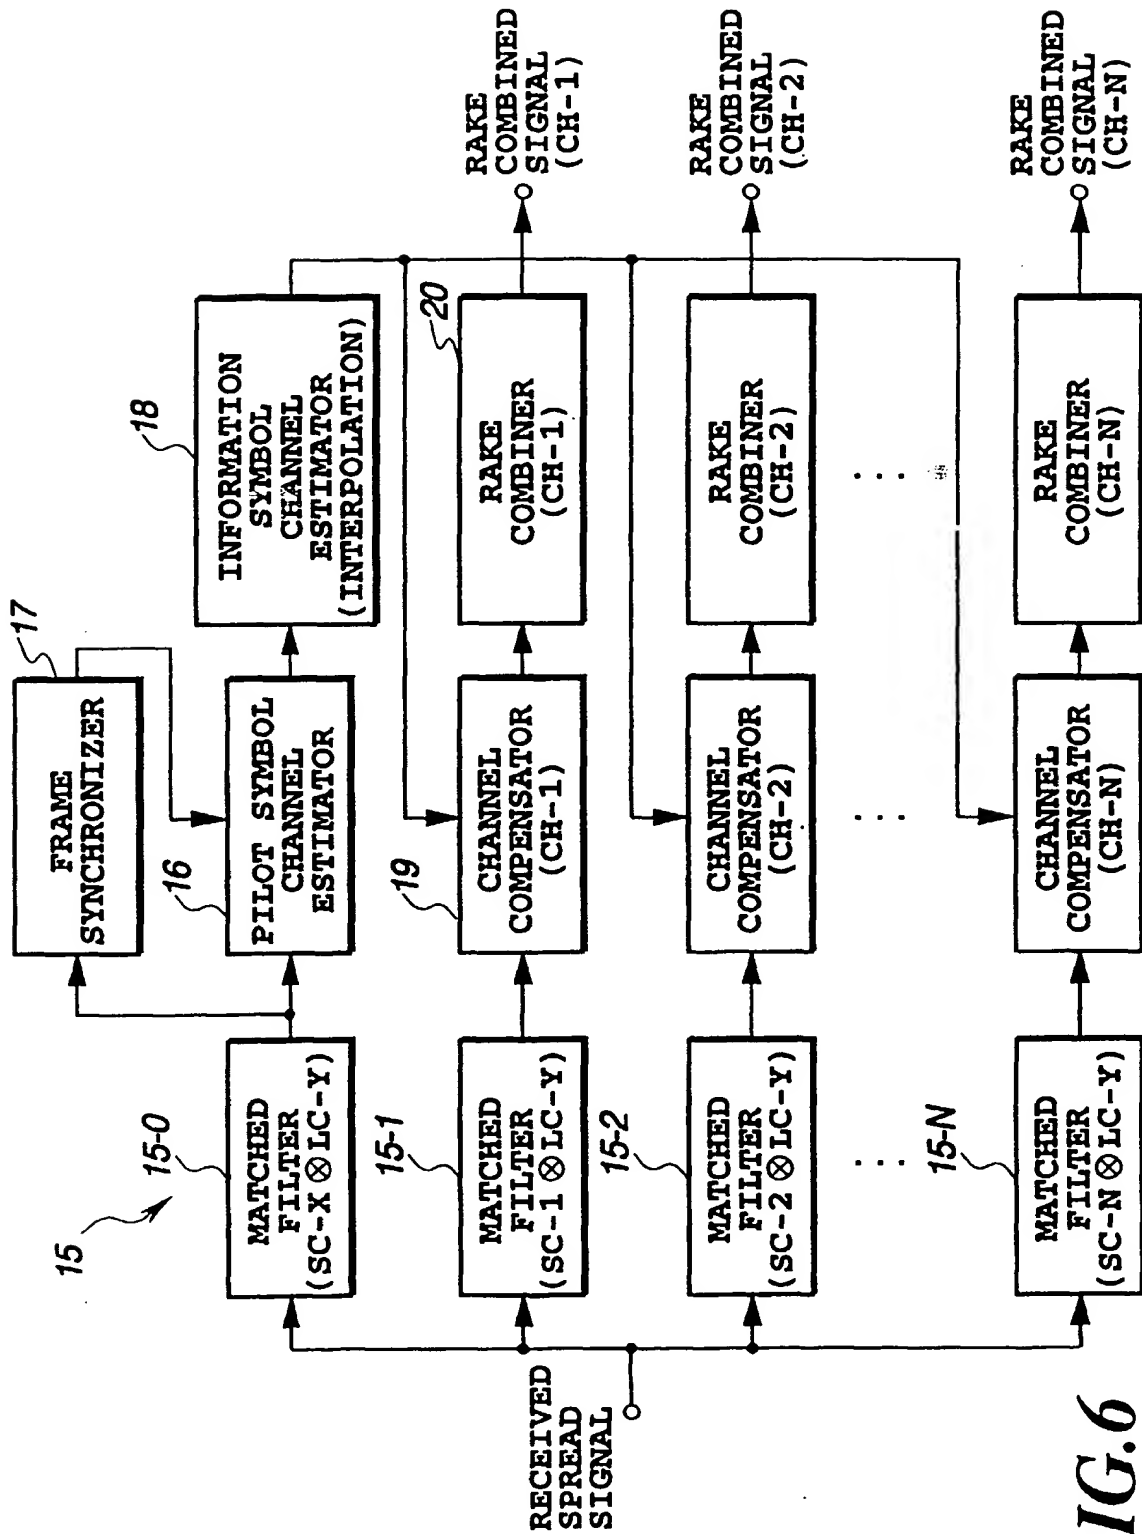 RECEIVED
SPREAD
SIGNAL
15
15-0
MATCHED
FILTER
(SC-X⊗LC-Y)
15-1
MATCHED
FILTER
(SC-1⊗LC-Y)
15-2
MATCHED
FILTER
(SC-2⊗LC-Y)
...
15-N
MATCHED
FILTER
(SC-N⊗LC-Y)
17
FRAME
SYNCHRONIZER
16
PILOT SYMBOL
CHANNEL
ESTIMATOR
19
CHANNEL
COMPENSATOR
(CH-1)
CHANNEL
COMPENSATOR
(CH-2)
...
CHANNEL
COMPENSATOR
(CH-N)
18
INFORMATION
SYMBOL
CHANNEL
ESTIMATOR
(INTERPOLATION)
20
RAKE
COMBINER
(CH-1)
RAKE
COMBINER
(CH-2)
...
RAKE
COMBINER
(CH-N)
RAKE
COMBINED
SIGNAL
(CH-1)
RAKE
COMBINED
SIGNAL
(CH-2)
RAKE
COMBINED
SIGNAL
(CH-N)
IG.6